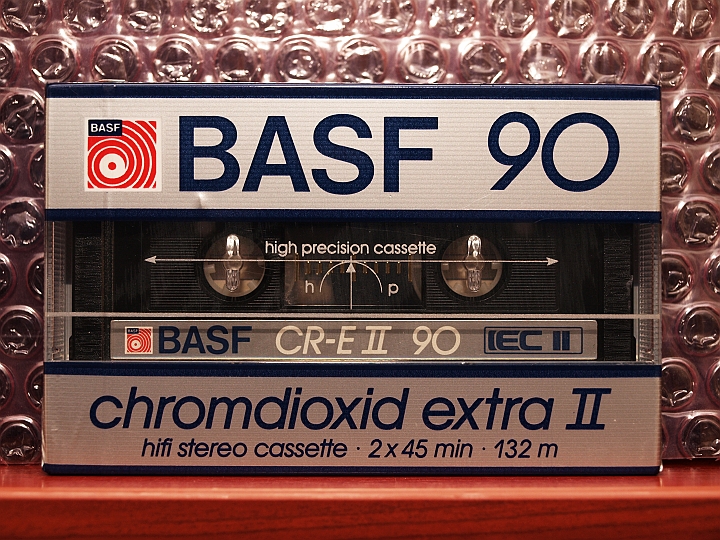 BASF
BASF 90
high precision cassette
h p
BASF
BASF CR-E II 90 IEC II
chromdioxid extra II
hifi stereo cassette · 2 x 45 min · 132 m